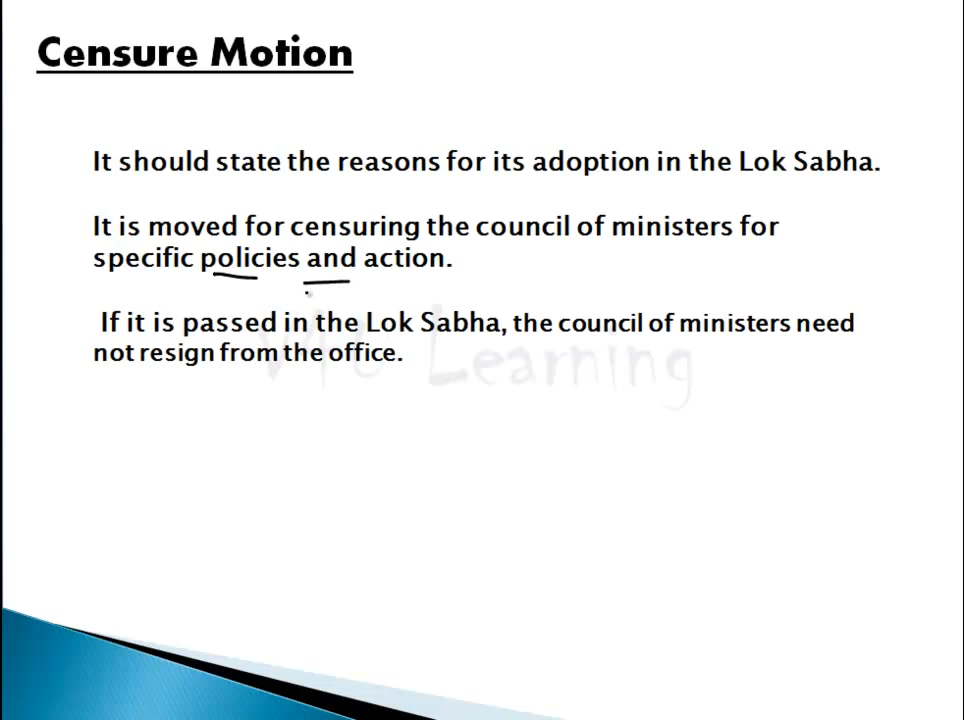 Censure Motion
It should state the reasons for its adoption in the Lok Sabha.
It is moved for censuring the council of ministers for
specific policies and action.
If it is passed in the Lok Sabha, the council of ministers need
not resign from the office.
Learning